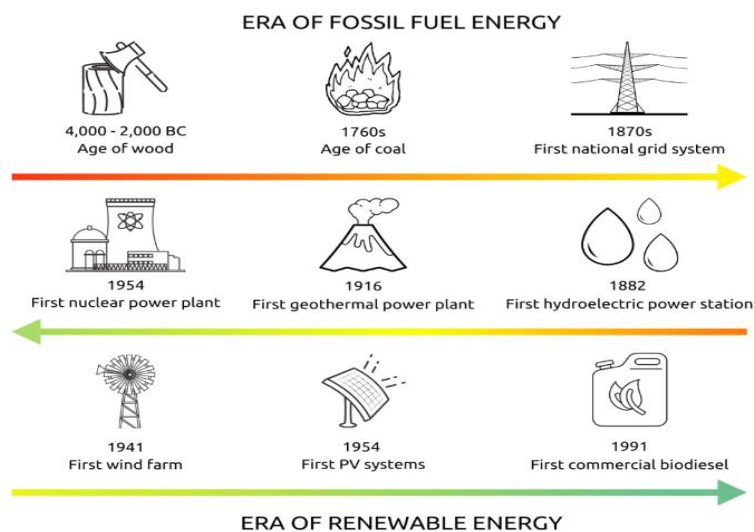 ERA OF FOSSIL FUEL ENERGY
4,000 - 2,000 BC
Age of wood
1760s
Age of coal
1870s
First national grid system
1954
First nuclear power plant
1916
First geothermal power plant
1882
First hydroelectric power station
1941
First wind farm
1954
First PV systems
1991
First commercial biodiesel
ERA OF RENEWABLE ENERGY